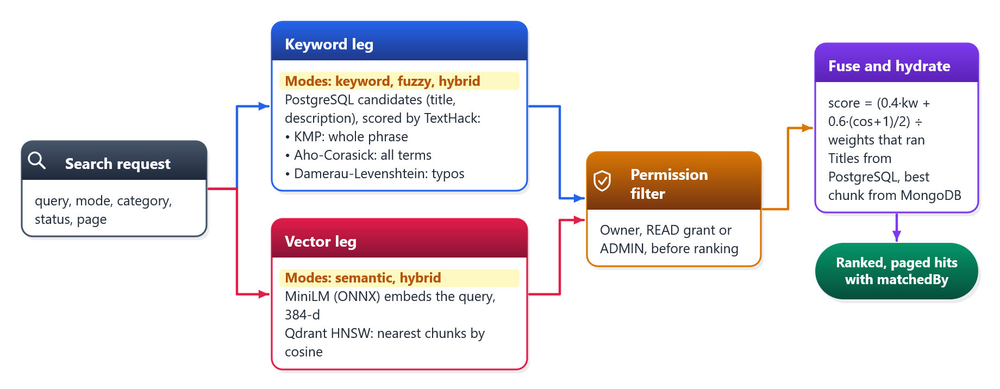 Search request
query, mode, category,
status, page
Keyword leg
Modes: keyword, fuzzy, hybrid
PostgreSQL candidates (title,
description), scored by TextHack:
• KMP: whole phrase
• Aho-Corasick: all terms
• Damerau-Levenshtein: typos
Vector leg
Modes: semantic, hybrid
MiniLM (ONNX) embeds the query,
384-d
Qdrant HNSW: nearest chunks by
cosine
Permission
filter
Owner, READ grant or
ADMIN, before ranking
Fuse and hydrate
score = (0.4·kw +
0.6·(cos+1)/2) ÷
weights that ran
Titles from
PostgreSQL, best
chunk from MongoDB
Ranked, paged hits
with matchedBy